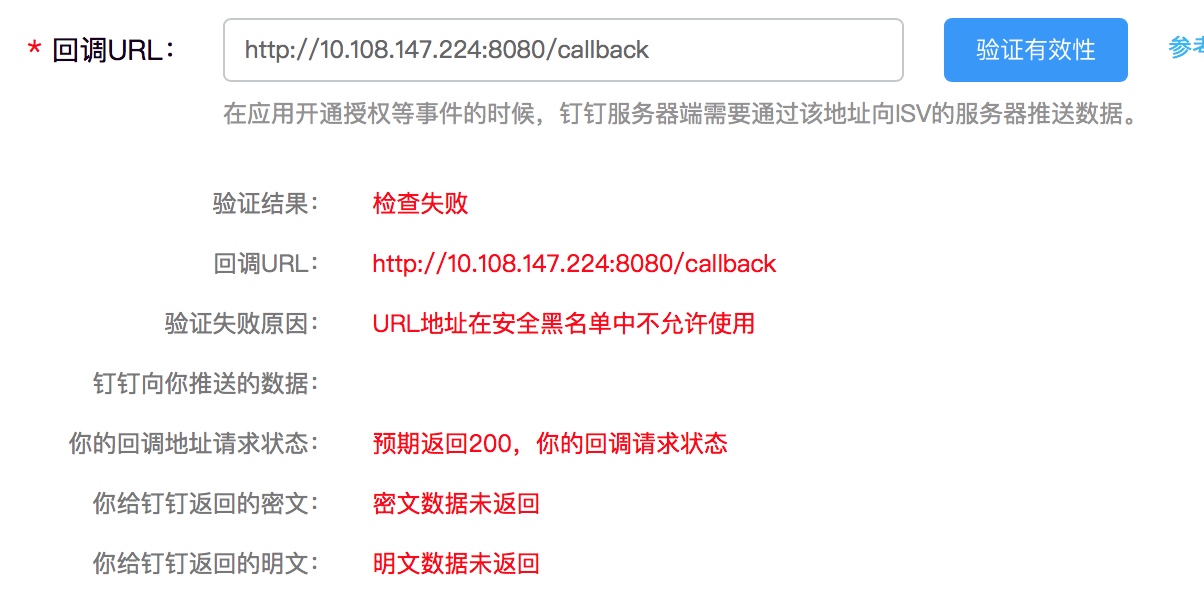 * 回调URL: http://10.108.147.224:8080/callback 验证有效性 参考
在应用开通授权等事件的时候，钉钉服务器端需要通过该地址向ISV的服务器推送数据。
验证结果: 检查失败
回调URL: http://10.108.147.224:8080/callback
验证失败原因: URL地址在安全黑名单中不允许使用
钉钉向你推送的数据:
你的回调地址请求状态: 预期返回200，你的回调请求状态
你给钉钉返回的密文: 密文数据未返回
你给钉钉返回的明文: 明文数据未返回